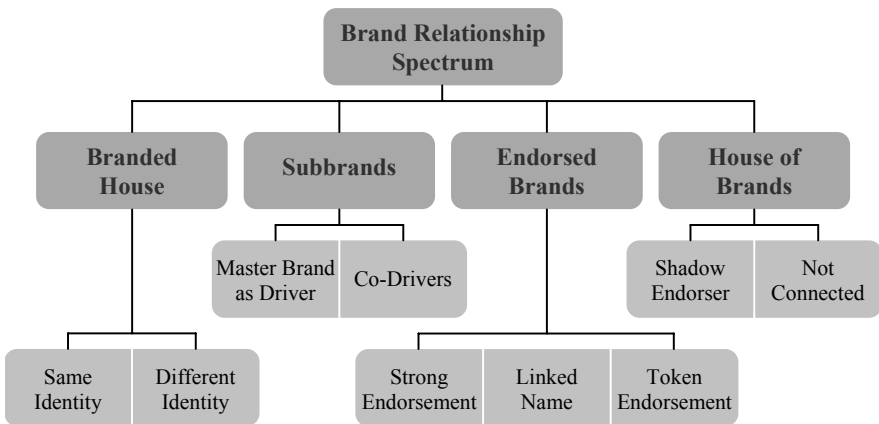 Brand Relationship
Spectrum
Branded
House
Subbrands
Endorsed
Brands
House of
Brands
Master Brand
as Driver
Co-Drivers
Shadow
Endorser
Not
Connected
Same
Identity
Different
Identity
Strong
Endorsement
Linked
Name
Token
Endorsement